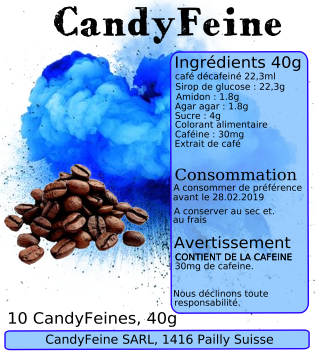 CandyFeine
Ingrédients 40g
café décafeiné 22,3ml
Sirop de glucose : 22,3g
Amidon : 1.8g
Agar agar : 1.8g
Sucre : 4g
Colorant alimentaire
Caféine : 30mg
Extrait de café
Consommation
A consommer de préférence
avant le 28.02.2019
A conserver au sec et.
au frais
Avertissement
CONTIENT DE LA CAFEINE
30mg de cafeine.
Nous déclinons toute
responsabilité.
10 CandyFeines, 40g
CandyFeine SARL, 1416 Pailly Suisse